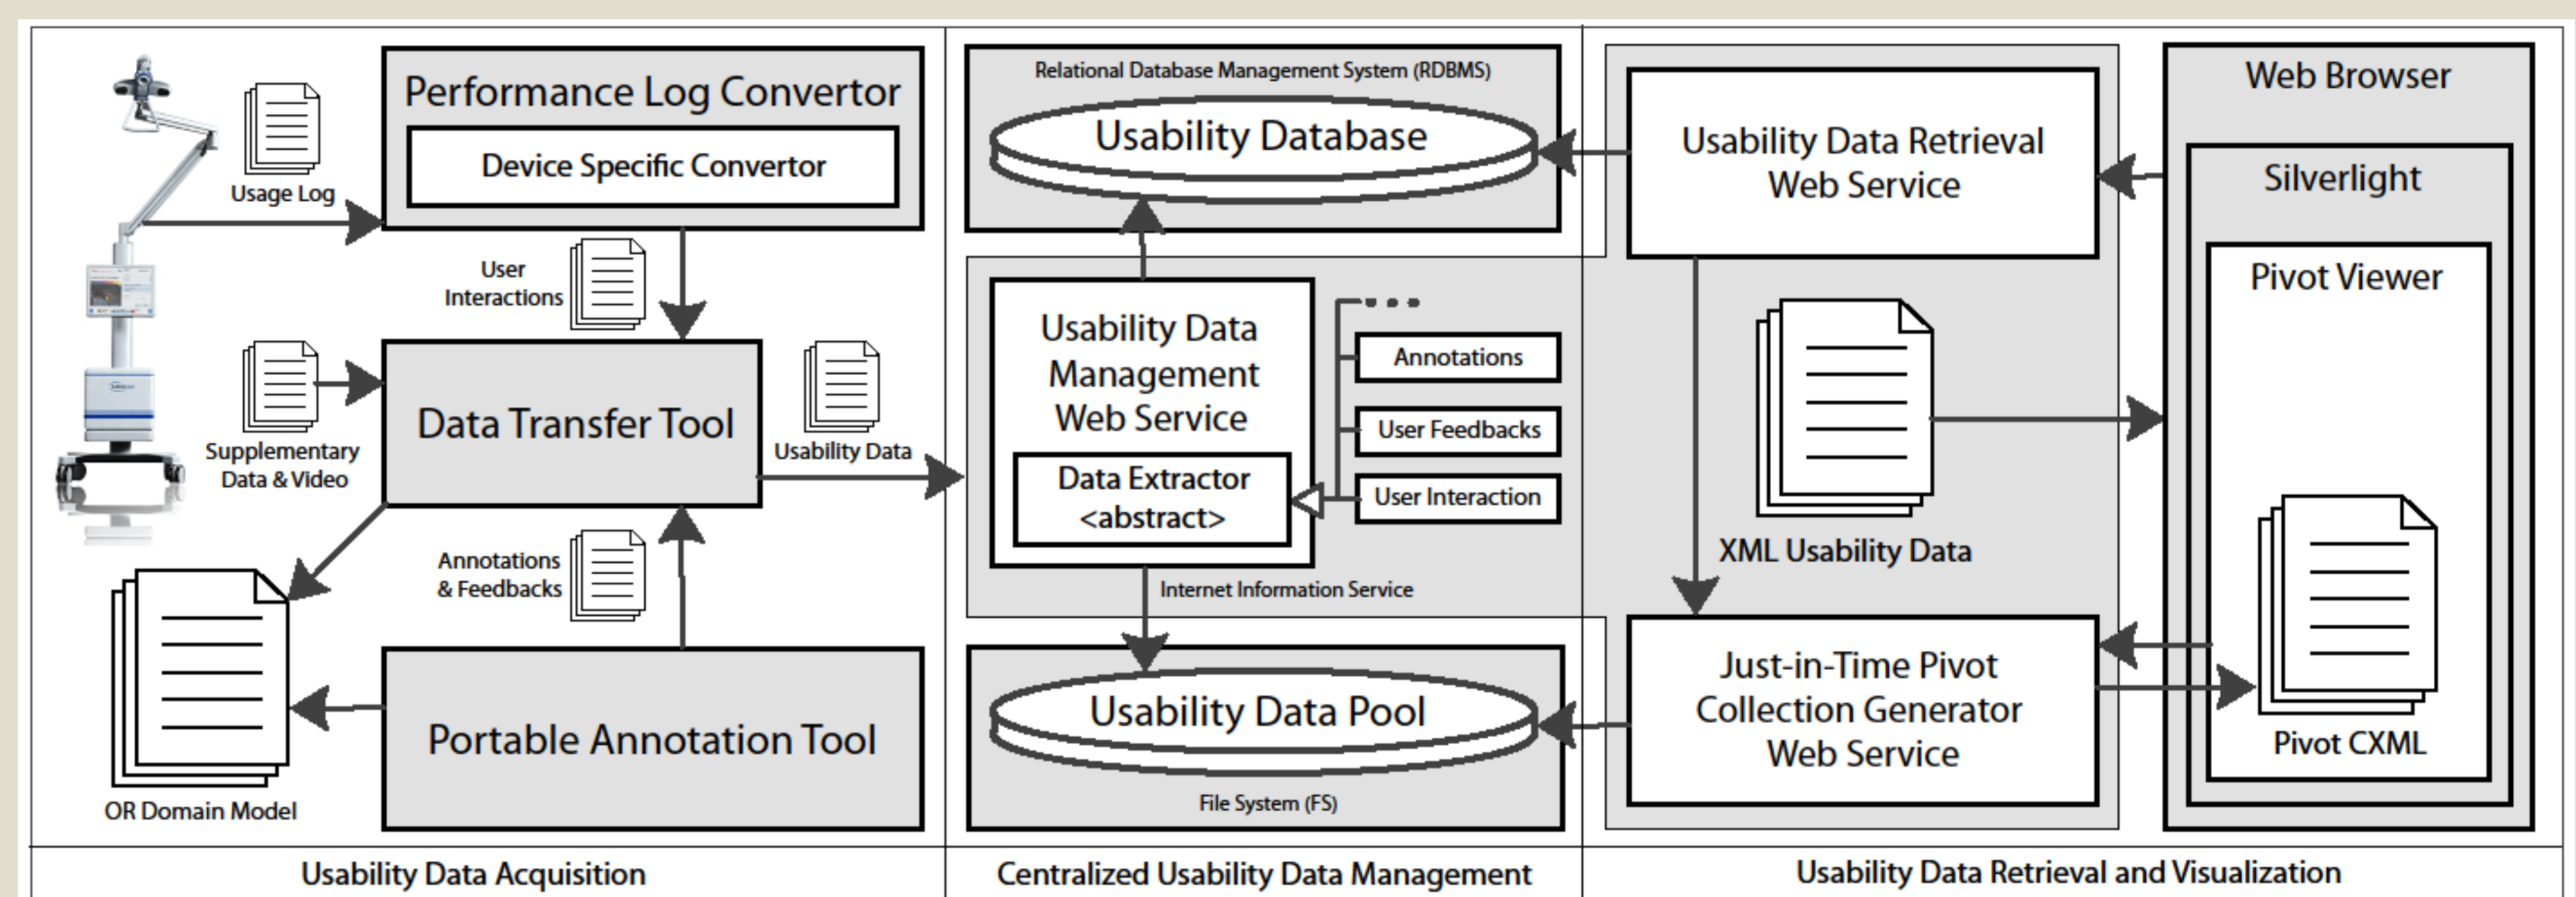 Performance Log Convertor
Device Specific Convertor
Usage Log
User
Interactions
Supplementary
Data & Video
Data Transfer Tool
Usability Data
Annotations
& Feedbacks
Portable Annotation Tool
OR Domain Model
Usability Data Acquisition
Relational Database Management System (RDBMS)
Usability Database
Usability Data
Management
Web Service
Data Extractor
<abstract>
Annotations
User Feedbacks
User Interaction
Internet Information Service
Usability Data Pool
File System (FS)
Centralized Usability Data Management
Usability Data Retrieval
Web Service
XML Usability Data
Just-in-Time Pivot
Collection Generator
Web Service
Web Browser
Silverlight
Pivot Viewer
Pivot CXML
Usability Data Retrieval and Visualization